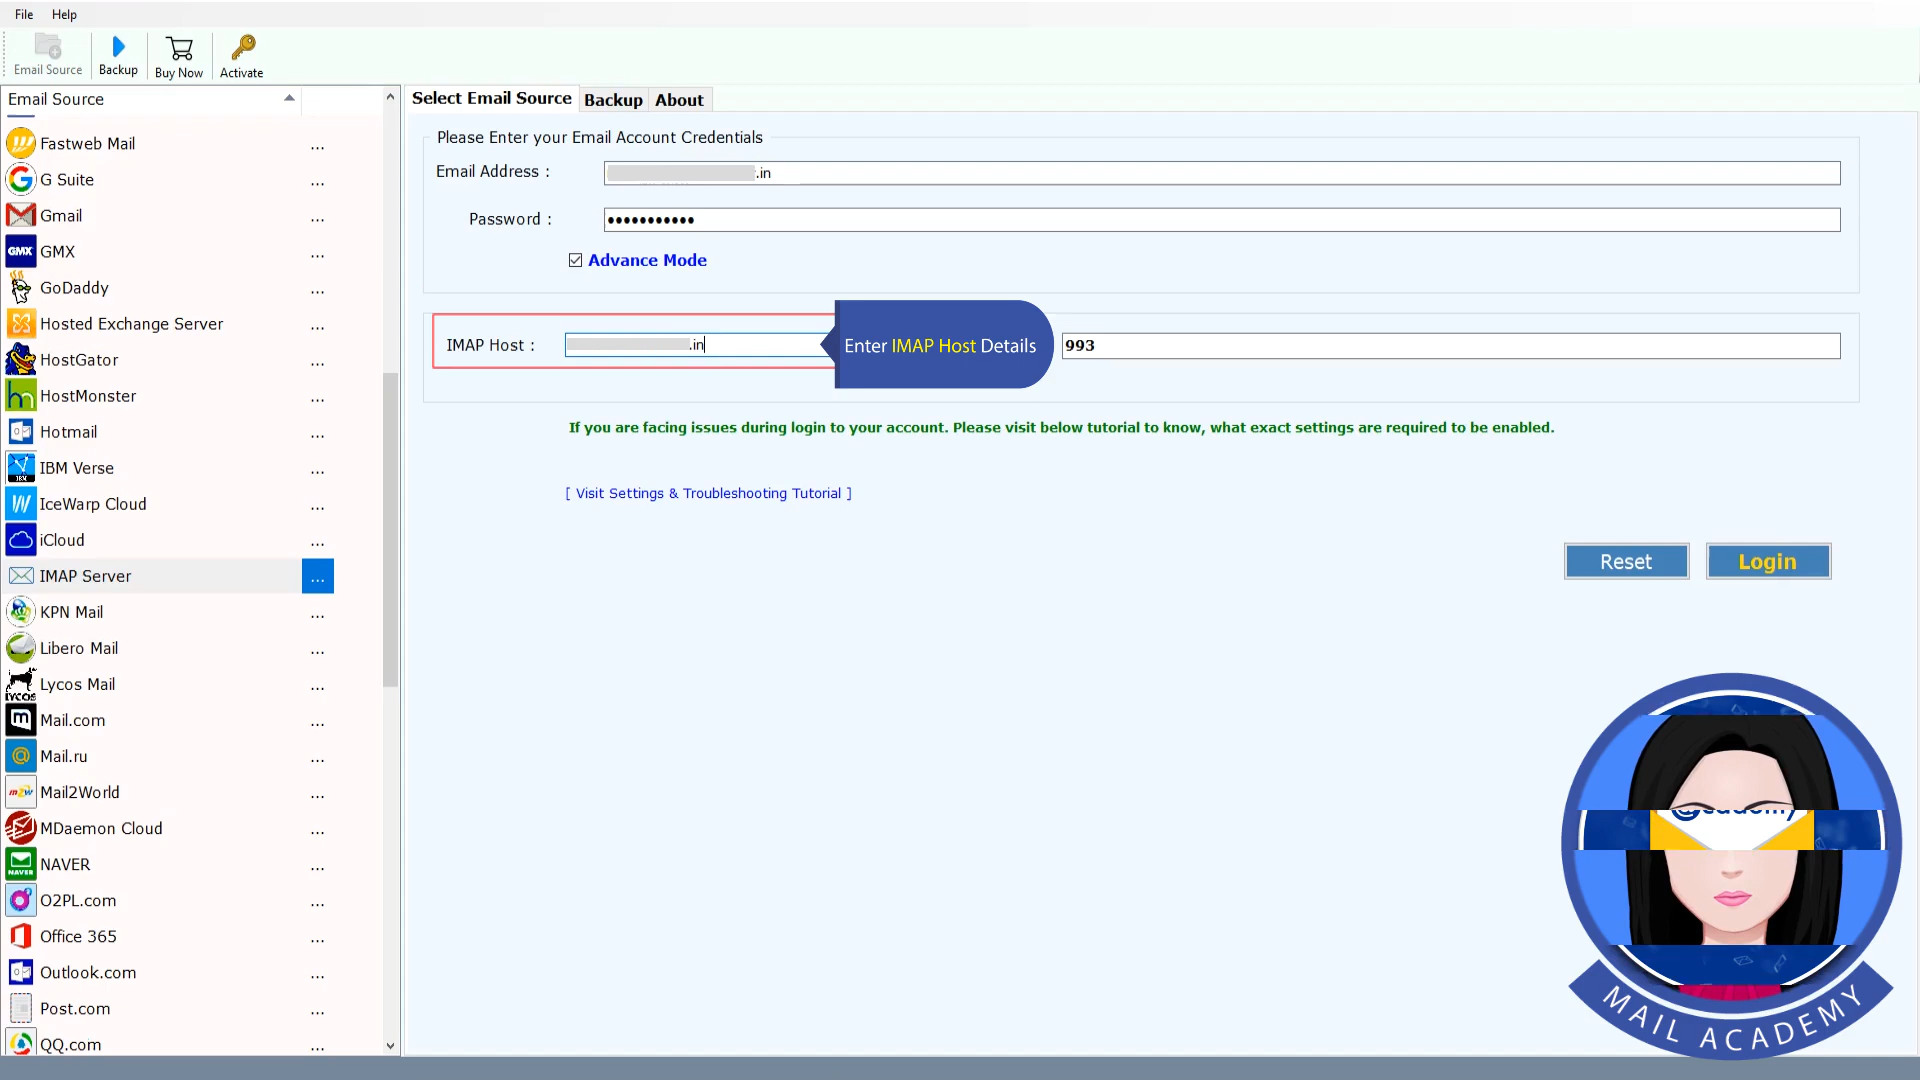 File Help
Email Source Backup Buy Now Activate
Email Source
Fastweb Mail ...
G Suite ...
Gmail ...
GMX GMX ...
GoDaddy ...
Hosted Exchange Server ...
HostGator ...
HostMonster ...
Hotmail ...
IBM Verse ...
IceWarp Cloud ...
iCloud ...
IMAP Server ...
KPN Mail ...
Libero Mail ...
LYCOS Lycos Mail ...
Mail.com ...
Mail.ru ...
m2w Mail2World ...
MDaemon Cloud ...
NAVER NAVER ...
O2PL.com ...
Office 365 ...
Outlook.com ...
Post.com ...
QQ.com ...
Select Email Source Backup About
Please Enter your Email Account Credentials
Email Address : .in
Password : •••••••••••
Advance Mode
IMAP Host : .in
Enter IMAP Host Details
993
If you are facing issues during login to your account. Please visit below tutorial to know, what exact settings are required to be enabled.
[ Visit Settings & Troubleshooting Tutorial ]
Reset Login
MAIL ACADEMY